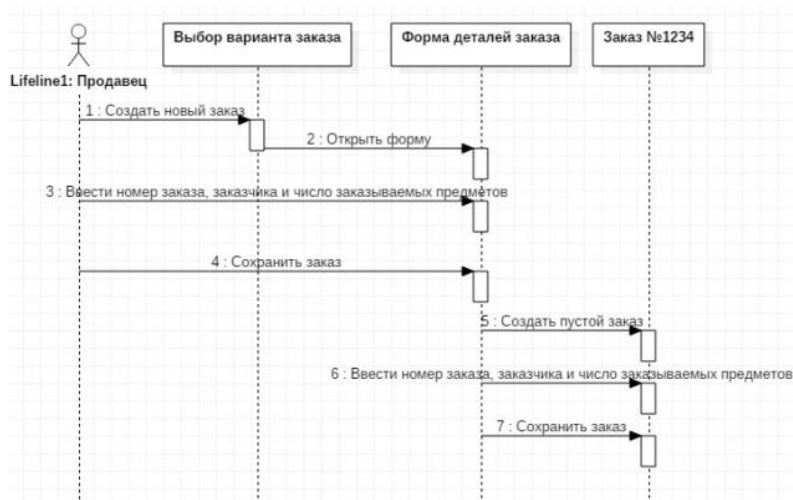 Выбор варианта заказа
Форма деталей заказа
Заказ №1234
Lifeline1: Продавец
1 : Создать новый заказ
2 : Открыть форму
3 : Ввести номер заказа, заказчика и число заказываемых предметов
4 : Сохранить заказ
5 : Создать пустой заказ
6 : Ввести номер заказа, заказчика и число заказываемых предметов
7 : Сохранить заказ